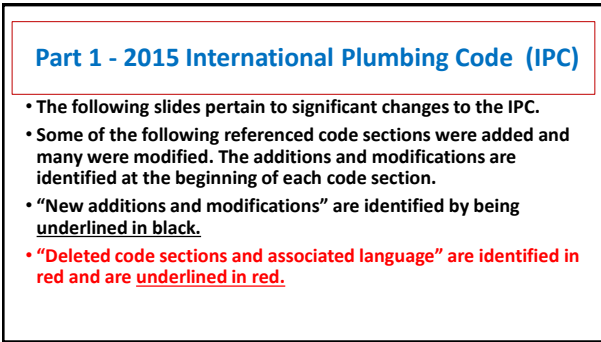 Part 1 - 2015 International Plumbing Code (IPC)
• The following slides pertain to significant changes to the IPC.
• Some of the following referenced code sections were added and
many were modified. The additions and modifications are
identified at the beginning of each code section.
• “New additions and modifications” are identified by being
underlined in black.
• “Deleted code sections and associated language” are identified in
red and are underlined in red.